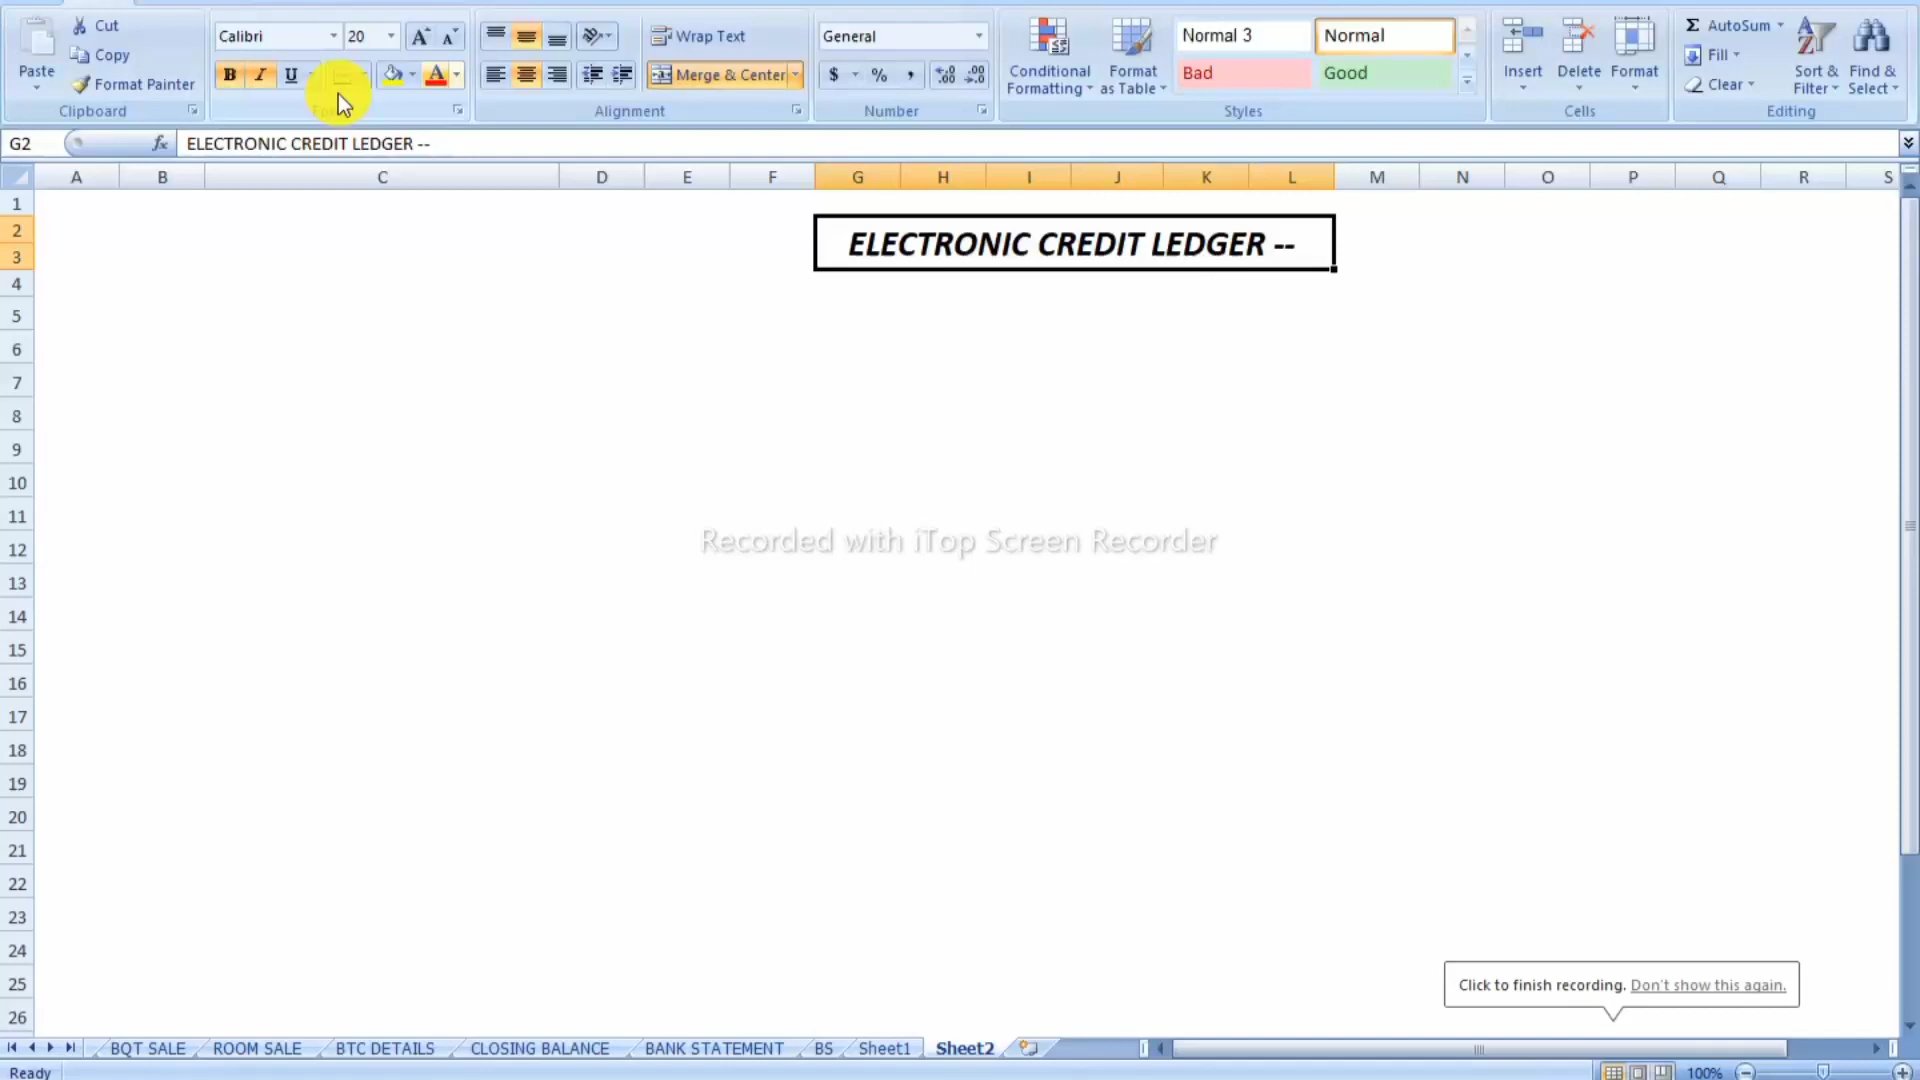 Cut
Copy
Format Painter
Paste
Clipboard
Calibri
20
B I U
Wrap Text
Merge & Center
Alignment
General
$ % ,
Number
Conditional Formatting
Format as Table
Normal 3
Normal
Bad
Good
Styles
Insert
Delete
Format
Cells
Σ AutoSum
Fill
Clear
Sort & Filter
Find & Select
Editing
G2
fx ELECTRONIC CREDIT LEDGER --
A B C D E F G H I J K L M N O P Q R S
1
2
ELECTRONIC CREDIT LEDGER --
3
4
5
6
7
8
9
10
11
12
Recorded with iTop Screen Recorder
13
14
15
16
17
18
19
20
21
22
23
24
25
Click to finish recording. Don't show this again.
26
BQT SALE ROOM SALE BTC DETAILS CLOSING BALANCE BANK STATEMENT BS Sheet1 Sheet2
Ready
100%